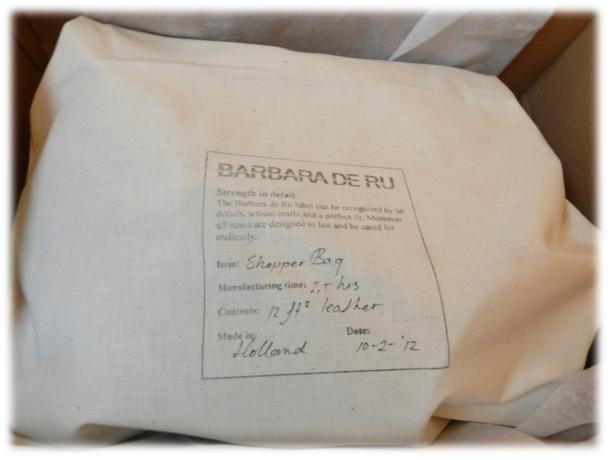 BARBARA DE RU
Strength in detail.
The Barbara de Ru label can be recognized by its
details, artisan crafts and a perfect fit. Moreover
all items are designed to last and be cared for
endlessly.
Item: Shopper Bag
Manufacturing time: 2,5 hrs
Contents: 12 ft² leather
Made in: Date:
Holland 10-2-'12